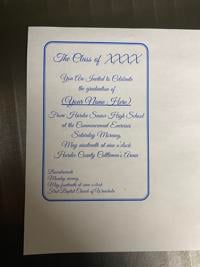 The Class of XXXX
You Are Invited to Celebrate
the graduation of
(Your Name Here)
From Hardee Senior High School
at the Commencement Exercises
Saturday Morning,
May nineteenth at nine o'clock
Hardee County Cattlemen's Arena
Baccalaureate
Monday evening,
May fourteenth at seven o'clock
First Baptist Church of Wauchula